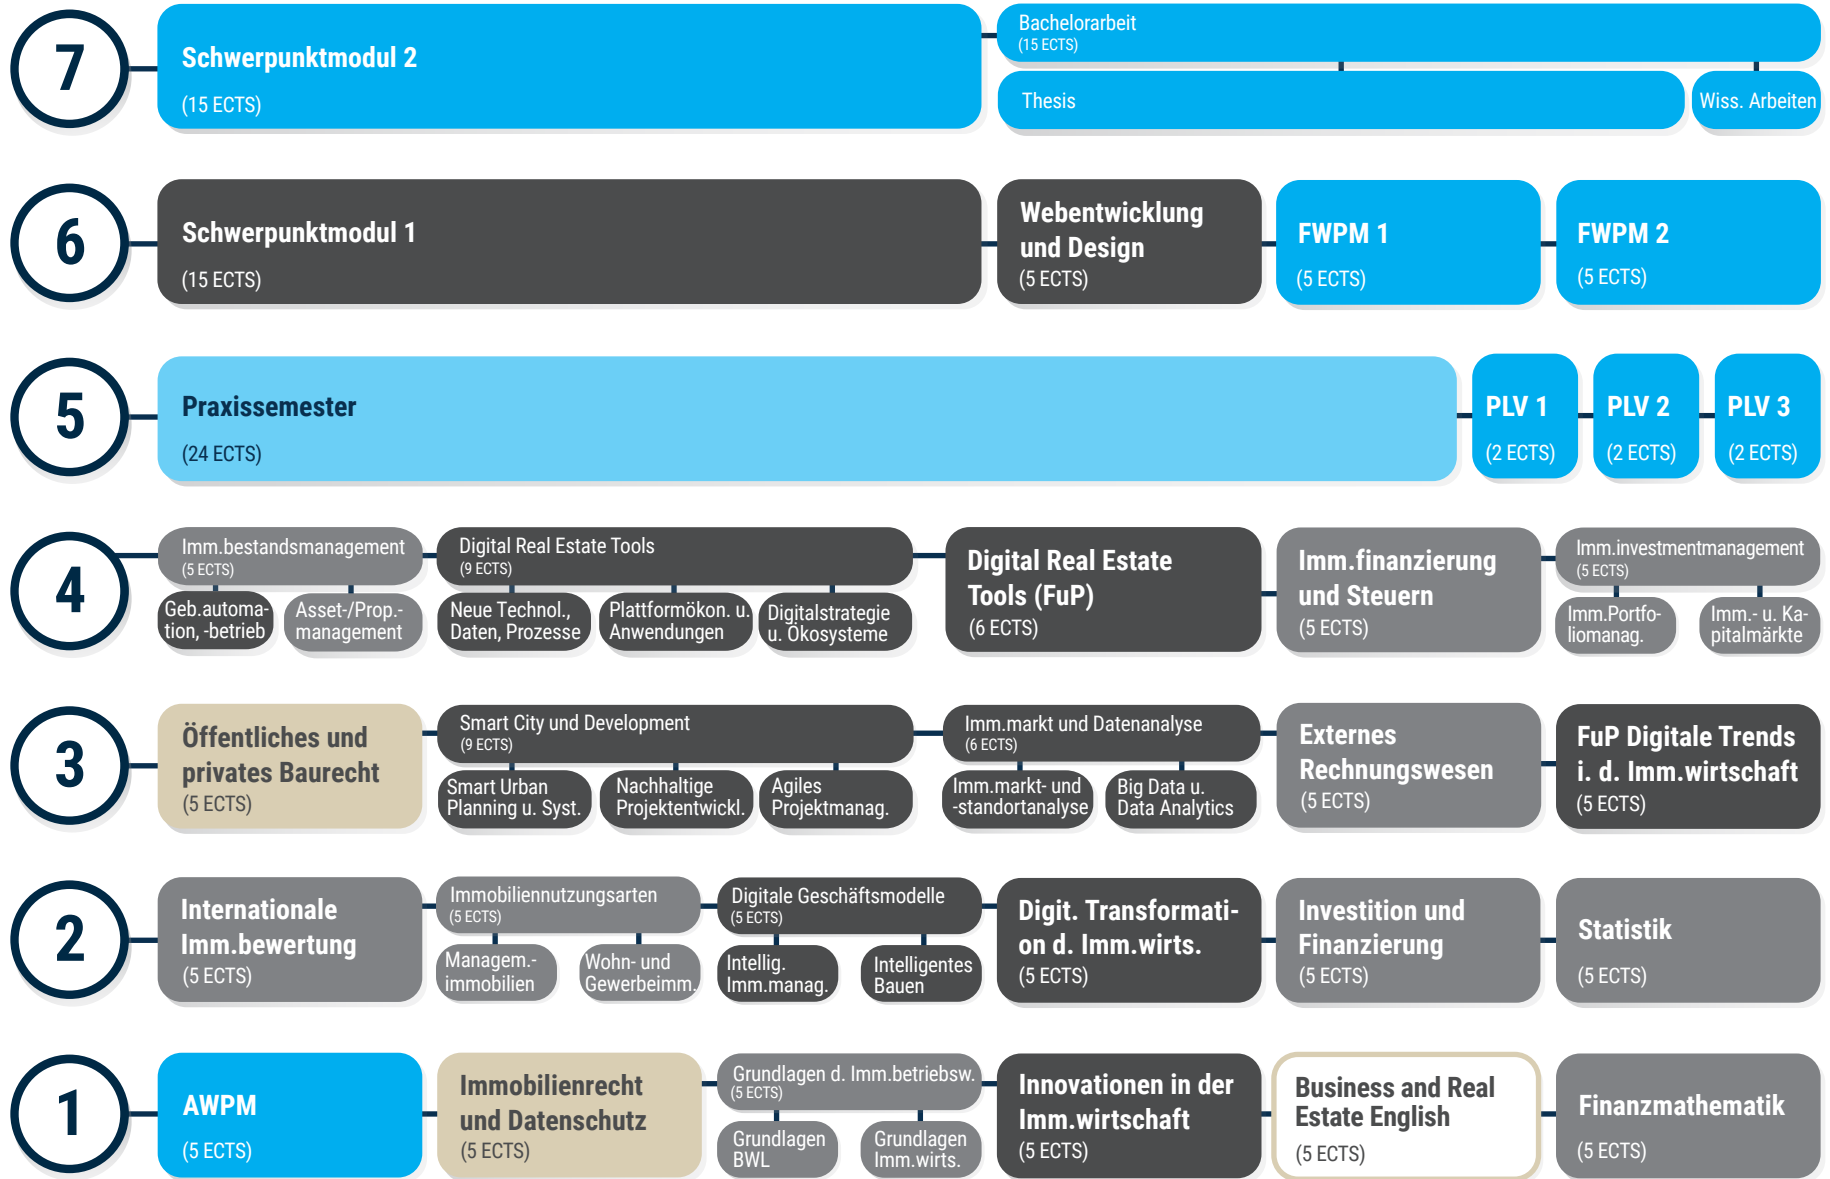 7
Schwerpunktmodul 2
(15 ECTS)
Bachelorarbeit
(15 ECTS)
Thesis
Wiss. Arbeiten
6
Schwerpunktmodul 1
(15 ECTS)
Webentwicklung
und Design
(5 ECTS)
FWPM 1
(5 ECTS)
FWPM 2
(5 ECTS)
5
Praxissemester
(24 ECTS)
PLV 1
(2 ECTS)
PLV 2
(2 ECTS)
PLV 3
(2 ECTS)
4
Imm.bestandsmanagement
(5 ECTS)
Geb.automa-
tion, -betrieb
Asset-/Prop.-
management
Digital Real Estate Tools
(9 ECTS)
Neue Technol.,
Daten, Prozesse
Plattformökon. u.
Anwendungen
Digitalstrategie
u. Ökosysteme
Digital Real Estate
Tools (FuP)
(6 ECTS)
Imm.finanzierung
und Steuern
(5 ECTS)
Imm.investmentmanagement
(5 ECTS)
Imm.Portfo-
liomanag.
Imm.- u. Ka-
pitalmärkte
3
Öffentliches und
privates Baurecht
(5 ECTS)
Smart City und Development
(9 ECTS)
Smart Urban
Planning u. Syst.
Nachhaltige
Projektentwickl.
Agiles
Projektmanag.
Imm.markt und Datenanalyse
(6 ECTS)
Imm.markt- und
-standortanalyse
Big Data u.
Data Analytics
Externes
Rechnungswesen
(5 ECTS)
FuP Digitale Trends
i. d. Imm.wirtschaft
(5 ECTS)
2
Internationale
Imm.bewertung
(5 ECTS)
Immobiliennutzungsarten
(5 ECTS)
Managem.-
immobilien
Wohn- und
Gewerbeimm.
Digitale Geschäftsmodelle
(5 ECTS)
Intellig.
Imm.manag.
Intelligentes
Bauen
Digit. Transformati-
on d. Imm.wirts.
(5 ECTS)
Investition und
Finanzierung
(5 ECTS)
Statistik
(5 ECTS)
1
AWPM
(5 ECTS)
Immobilienrecht
und Datenschutz
(5 ECTS)
Grundlagen d. Imm.betriebsw.
(5 ECTS)
Grundlagen
BWL
Grundlagen
Imm.wirts.
Innovationen in der
Imm.wirtschaft
(5 ECTS)
Business and Real
Estate English
(5 ECTS)
Finanzmathematik
(5 ECTS)